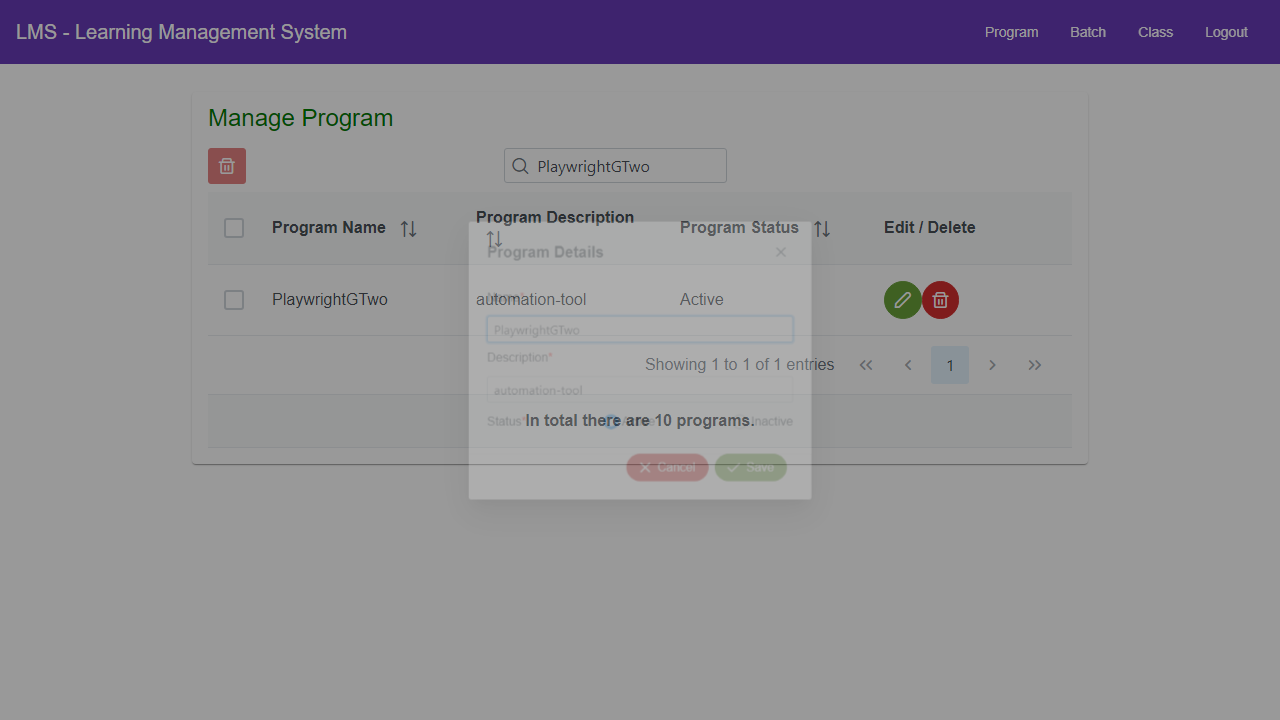 LMS - Learning Management System
Program
Batch
Class
Logout
Manage Program
PlaywrightGTwo
Program Name
Program Description
Program Status
Edit / Delete
PlaywrightGTwo
automation-tool
Active
Showing 1 to 1 of 1 entries
1
In total there are 10 programs.
Program Details
PlaywrightGTwo
Description*
automation-tool
Status*
Inactive
Cancel
Save